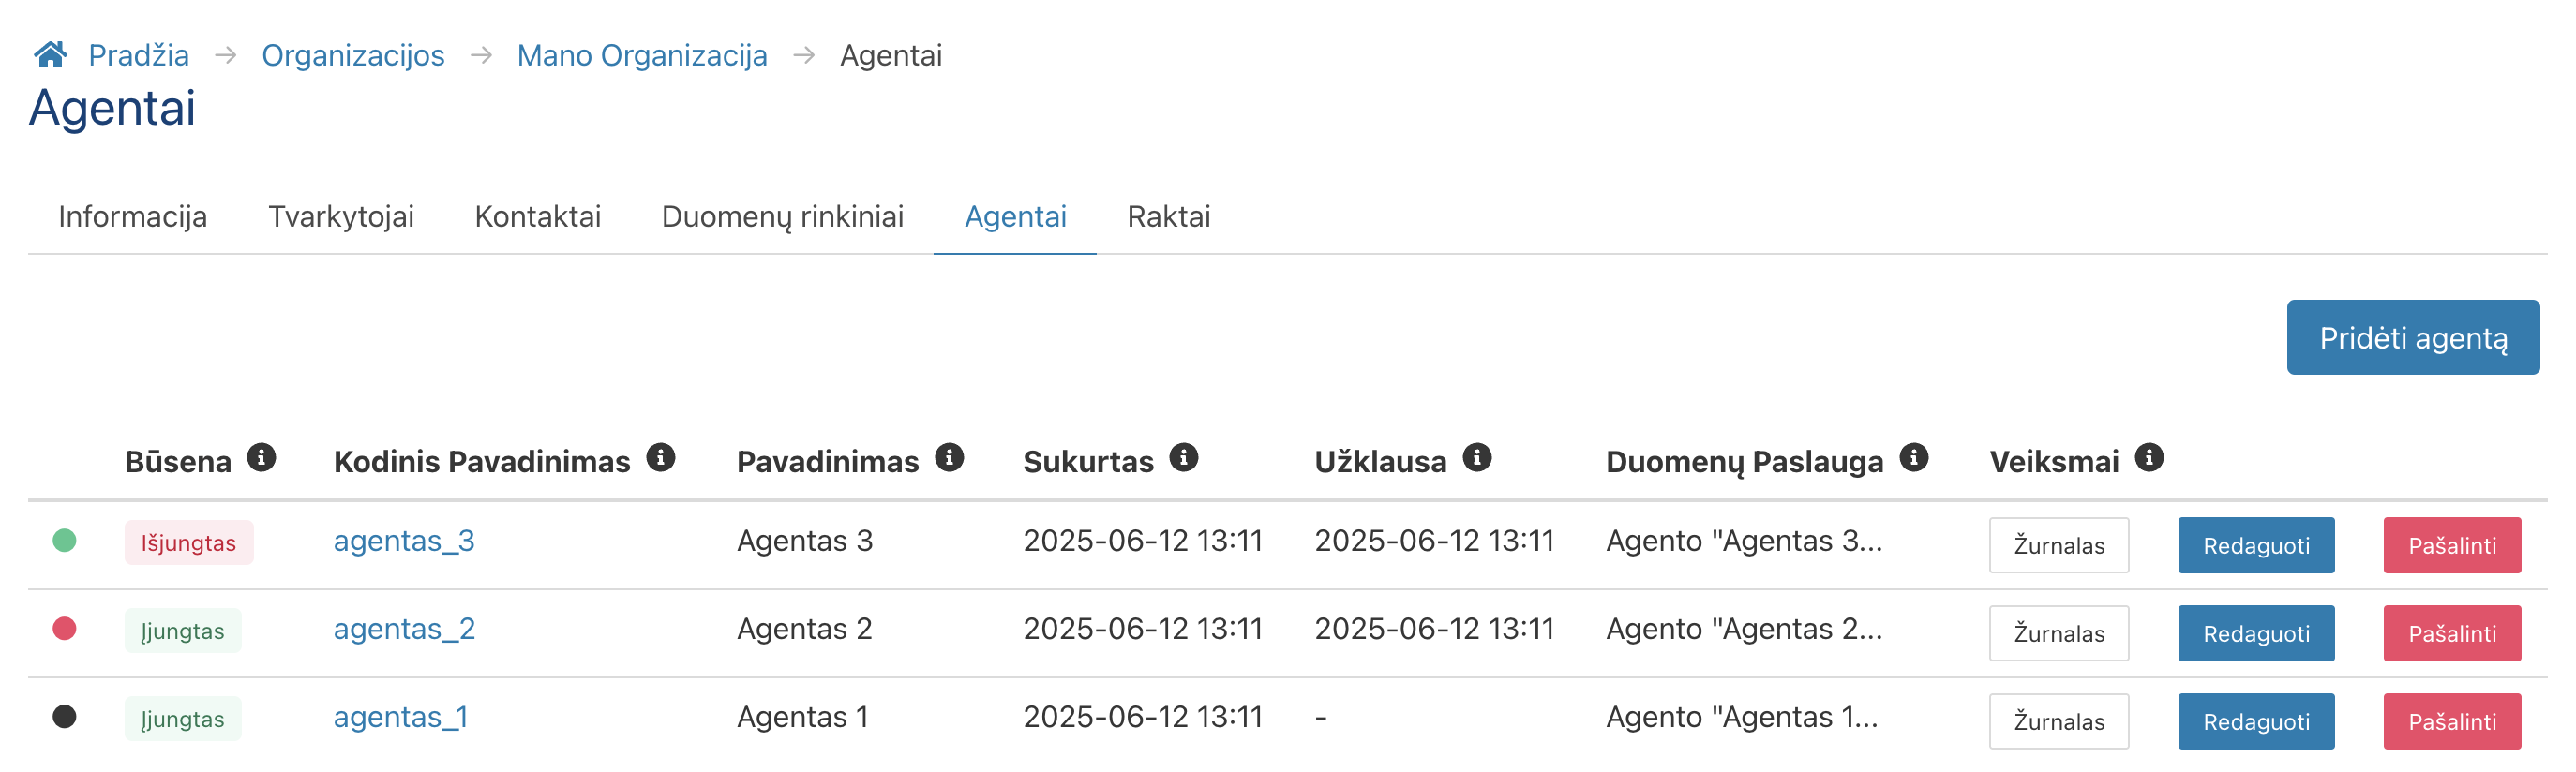 Pradžia → Organizacijos → Mano Organizacija → Agentai
Agentai
Informacija Tvarkytojai Kontaktai Duomenų rinkiniai Agentai Raktai
Pridėti agentą
Būsena Kodinis Pavadinimas Pavadinimas Sukurtas Užklausa Duomenų Paslauga Veiksmai
Išjungtas agentas_3 Agentas 3 2025-06-12 13:11 2025-06-12 13:11 Agento "Agentas 3... Žurnalas Redaguoti Pašalinti
Įjungtas agentas_2 Agentas 2 2025-06-12 13:11 2025-06-12 13:11 Agento "Agentas 2... Žurnalas Redaguoti Pašalinti
Įjungtas agentas_1 Agentas 1 2025-06-12 13:11 - Agento "Agentas 1... Žurnalas Redaguoti Pašalinti